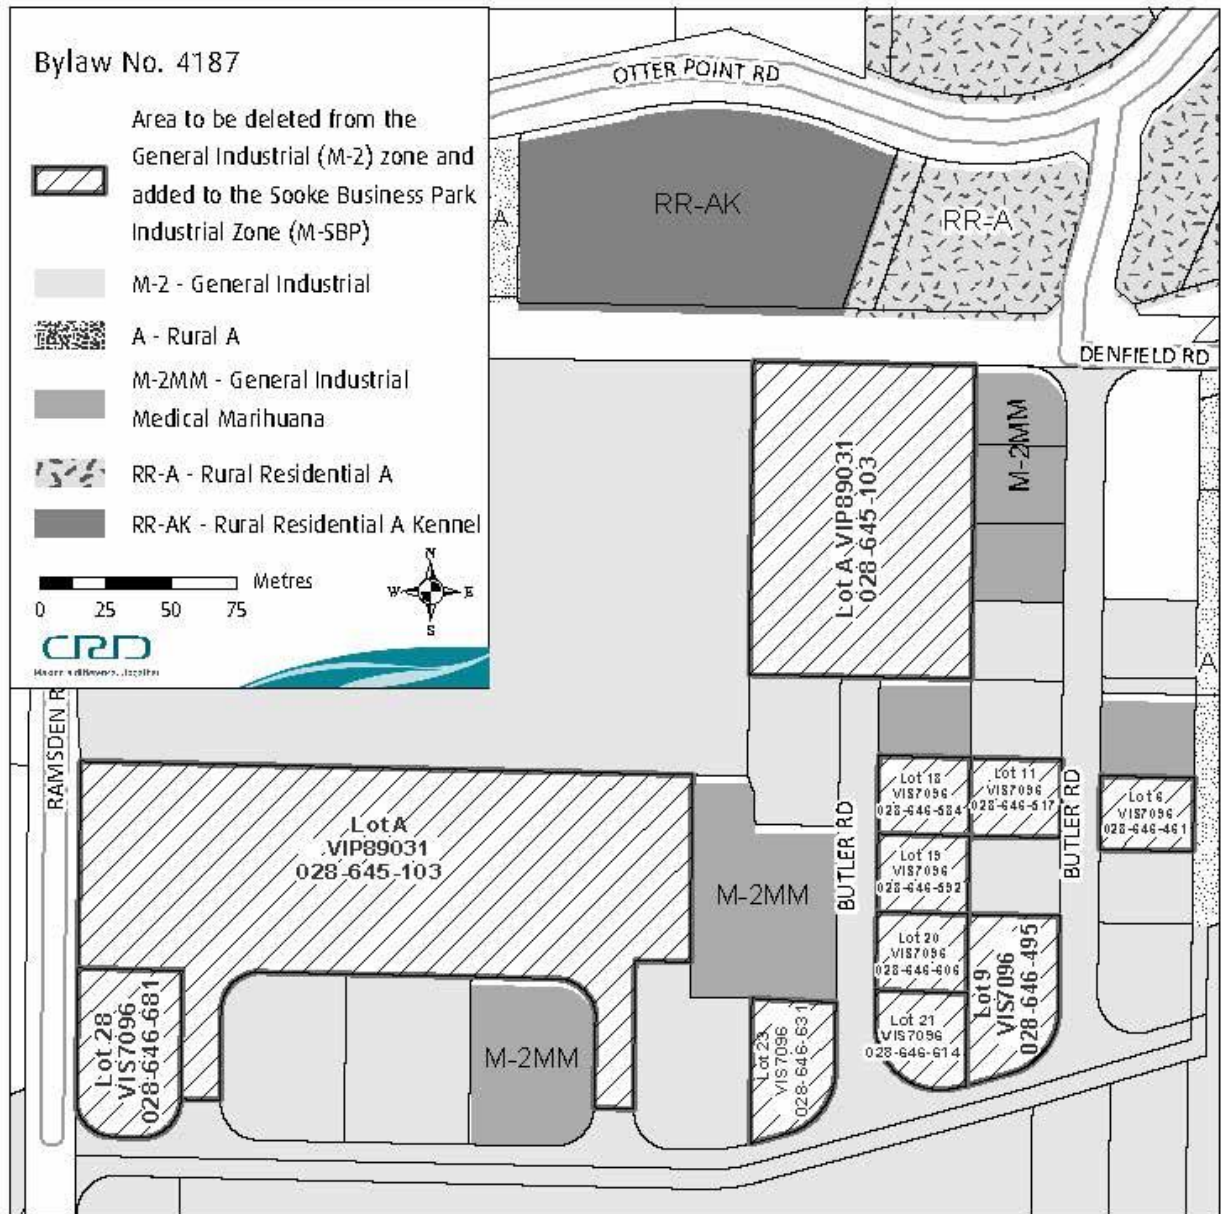 Bylaw No. 4187
Area to be deleted from the
General Industrial (M-2) zone and
added to the Sooke Business Park
Industrial Zone (M-SBP)
M-2 - General Industrial
A - Rural A
M-2MM - General Industrial
Medical Marihuana
RR-A - Rural Residential A
RR-AK - Rural Residential A Kennel
Metres
0 25 50 75
N
W E
S
CRD
Making a difference...together
OTTER POINT RD
RR-AK
RR-A
A
DENFIELD RD
Lot A VIP89031
028-645-103
M-2MM
A
RAMSDEN R
Lot A
VIP89031
028-645-103
M-2MM
BUTLER RD
Lot 18
VIS7096
028-646-584
Lot 11
VIS7096
028-646-517
BUTLER RD
Lot 6
VIS7096
028-646-461
Lot 19
VIS7096
028-646-592
Lot 20
VIS7096
028-646-606
Lot 9
VIS7096
028-646-495
Lot 21
VIS7096
028-646-614
Lot 23
VIS7096
028-646-631
M-2MM
Lot 28
VIS7096
028-646-681